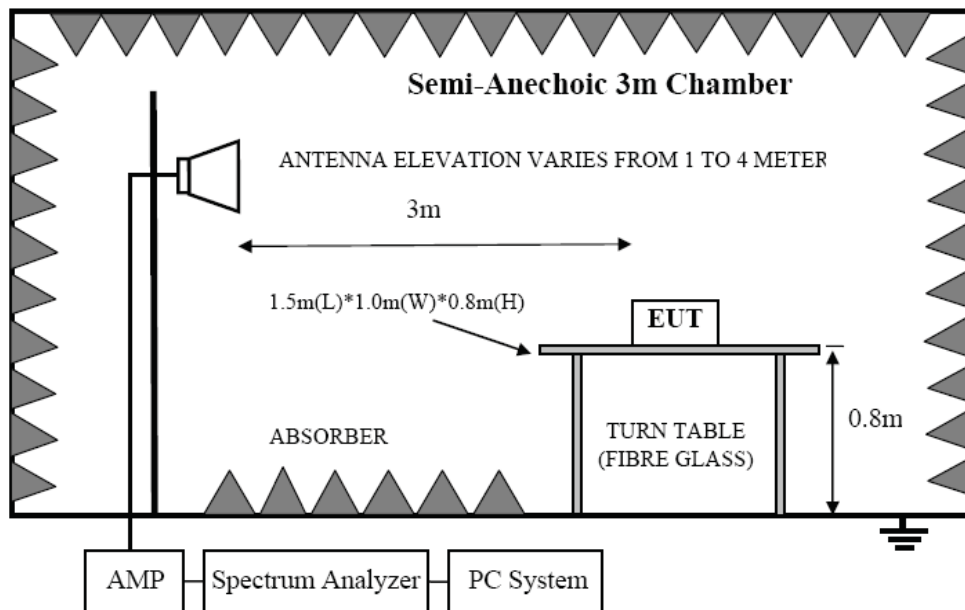 Semi-Anechoic 3m Chamber
ANTENNA ELEVATION VARIES FROM 1 TO 4 METER
3m
1.5m(L)*1.0m(W)*0.8m(H)
EUT
0.8m
ABSORBER
TURN TABLE
(FIBRE GLASS)
AMP
Spectrum Analyzer
PC System